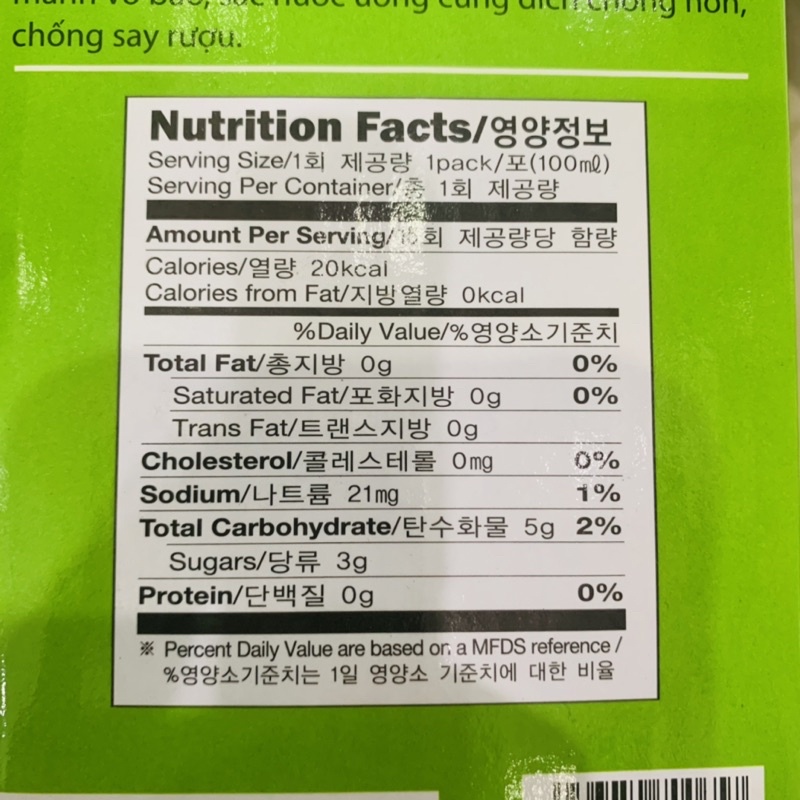 chống say rượu.
Nutrition Facts/영양정보
Serving Size/1회 제공량 1pack/포(100㎖)
Serving Per Container/총 1회 제공량
Amount Per Serving/회 제공량당 함량
Calories/열량 20kcal
Calories from Fat/지방열량 0kcal
%Daily Value/%영양소기준치
Total Fat/총지방 0g 0%
Saturated Fat/포화지방 0g 0%
Trans Fat/트랜스지방 0g
Cholesterol/콜레스테롤 0mg 0%
Sodium/나트륨 21mg 1%
Total Carbohydrate/탄수화물 5g 2%
Sugars/당류 3g
Protein/단백질 0g 0%
※ Percent Daily Value are based on a MFDS reference /
%영양소기준치는 1일 영양소 기준치에 대한 비율